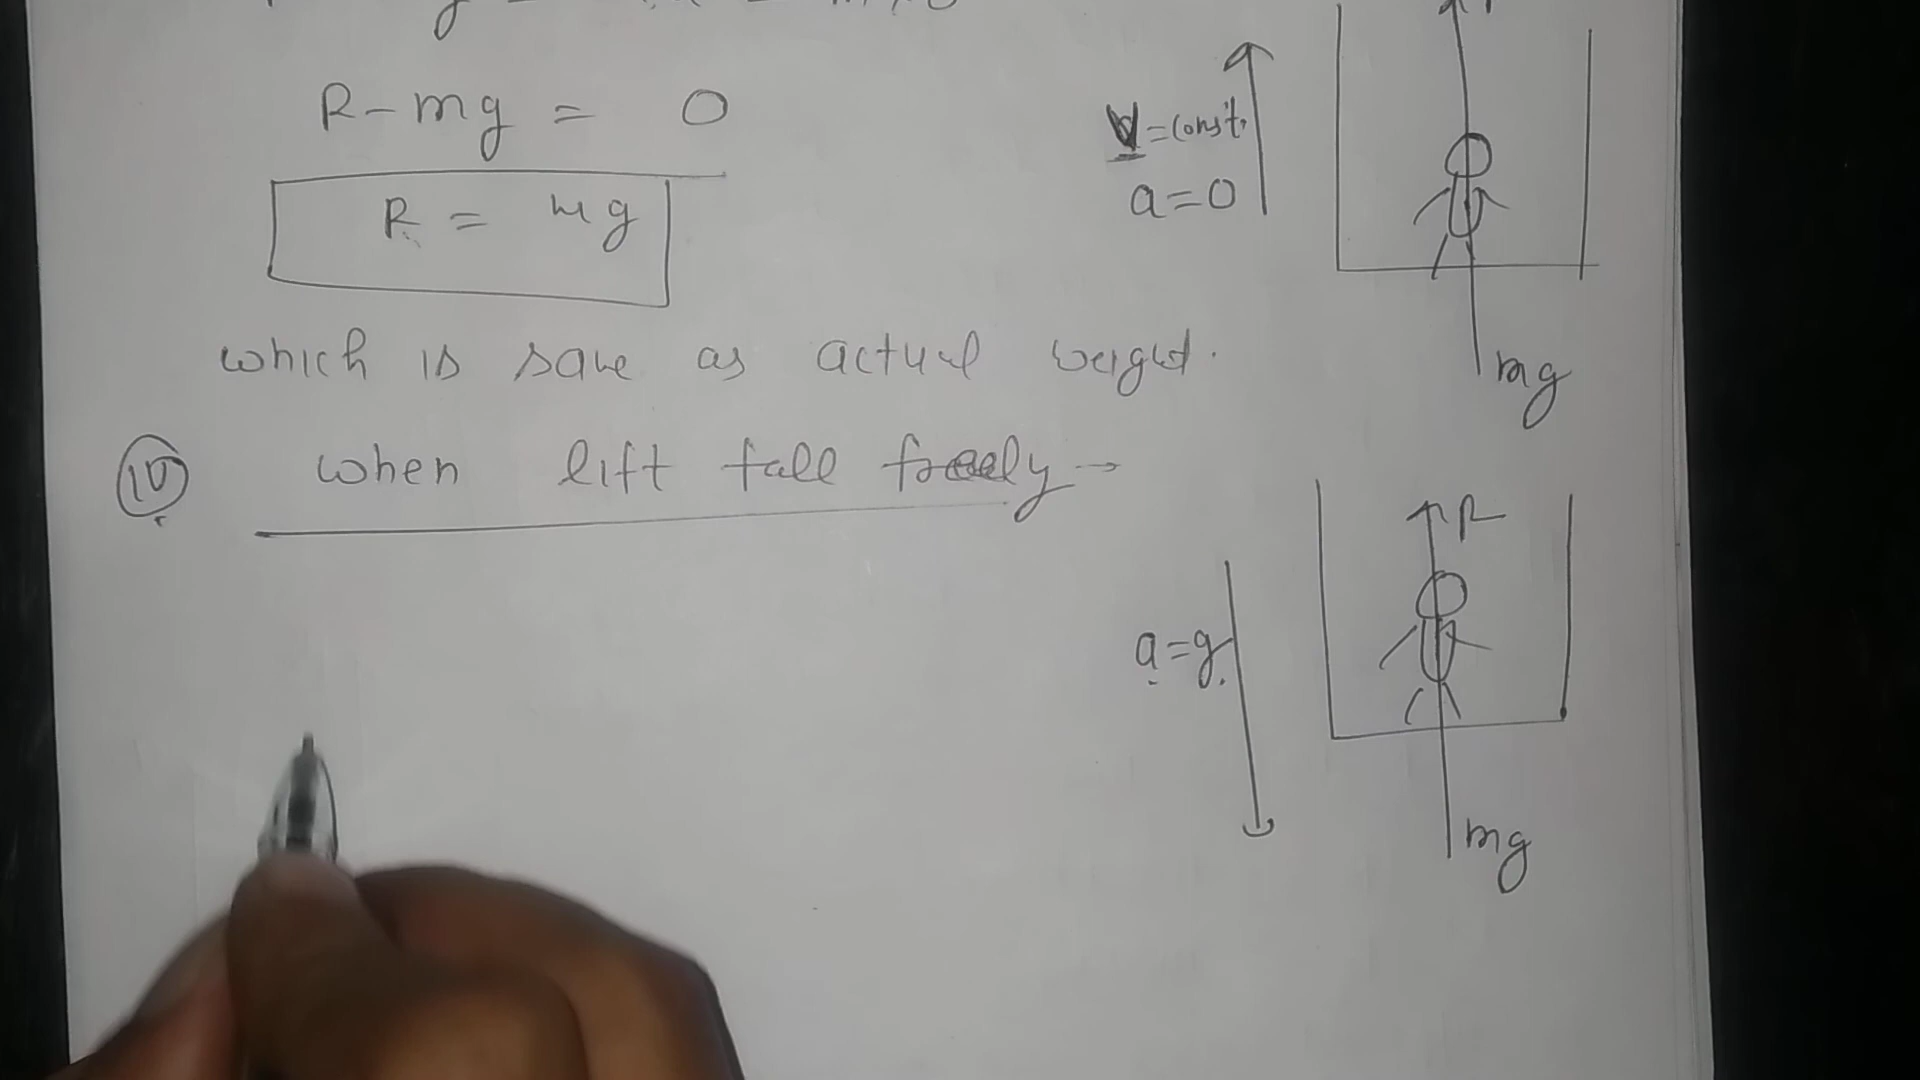 R - mg = 0
R = mg
which is same as actual weight.
V = const.
a = 0
mg
(iv) when lift fall freely →
R
a = g
mg